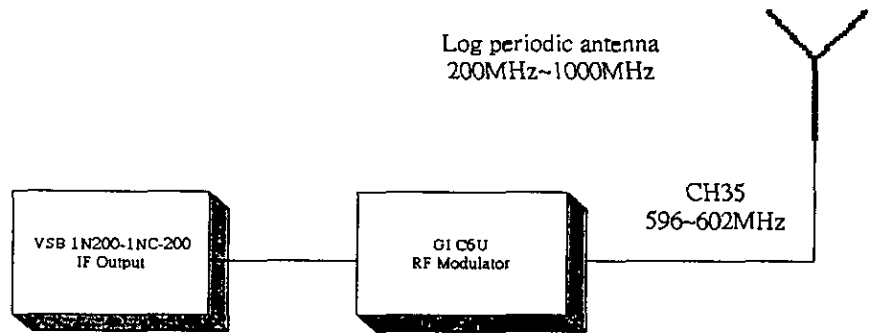 Log periodic antenna
200MHz~1000MHz
CH35
596~602MHz
VSB 1N200-1NC-200
IF Output
GI C6U
RF Modulator